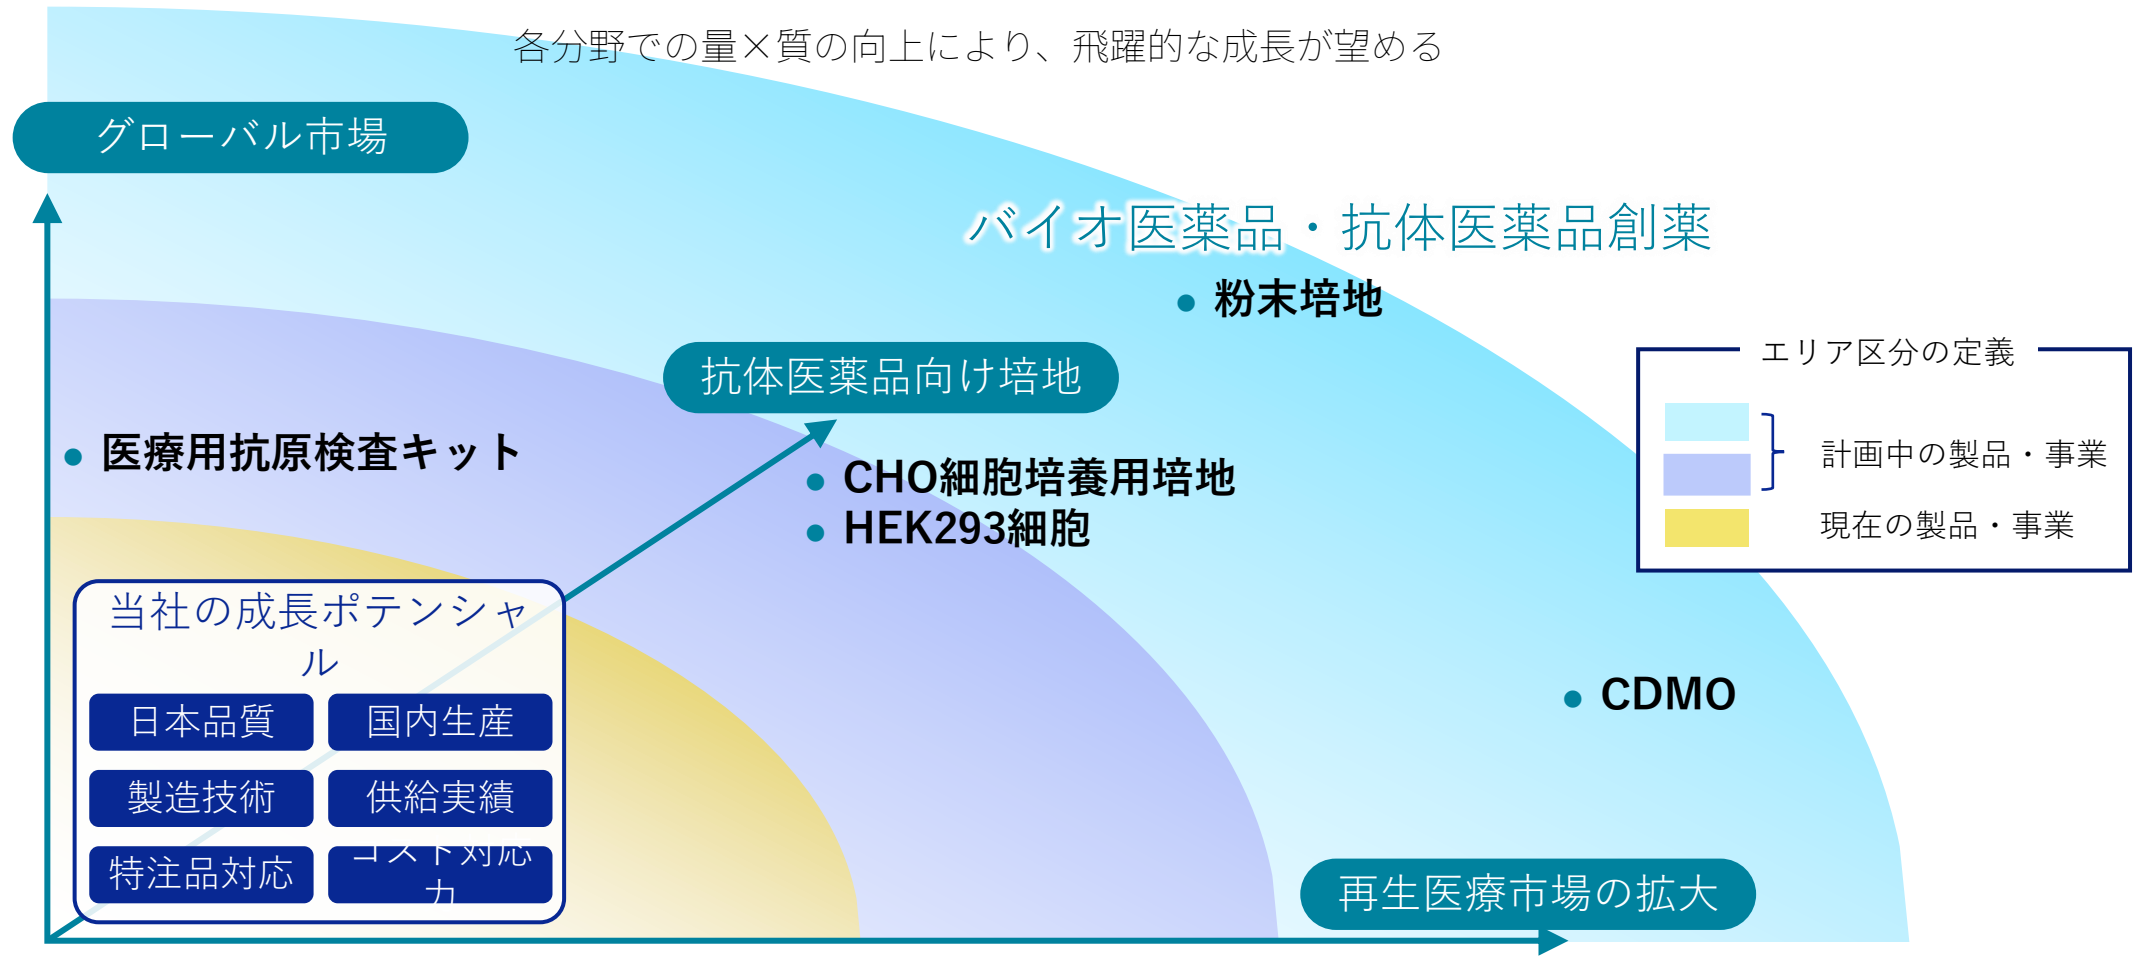 各分野での量×質の向上により、飛躍的な成長が望める
グローバル市場
バイオ医薬品・抗体医薬品創薬
粉末培地
抗体医薬品向け培地
エリア区分の定義
計画中の製品・事業
現在の製品・事業
医療用抗原検査キット
CHO細胞培養用培地
HEK293細胞
当社の成長ポテンシャ
ル
日本品質
国内生産
製造技術
供給実績
特注品対応
コスト対応
力
CDMO
再生医療市場の拡大